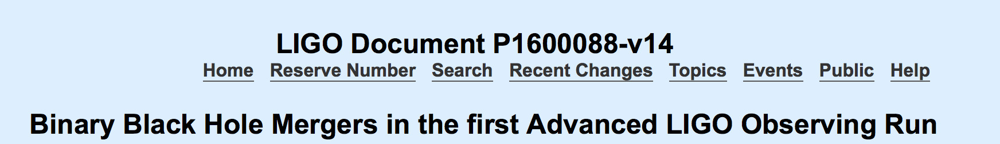 LIGO Document P1600088-v14
Home Reserve Number Search Recent Changes Topics Events Public Help
Binary Black Hole Mergers in the first Advanced LIGO Observing Run